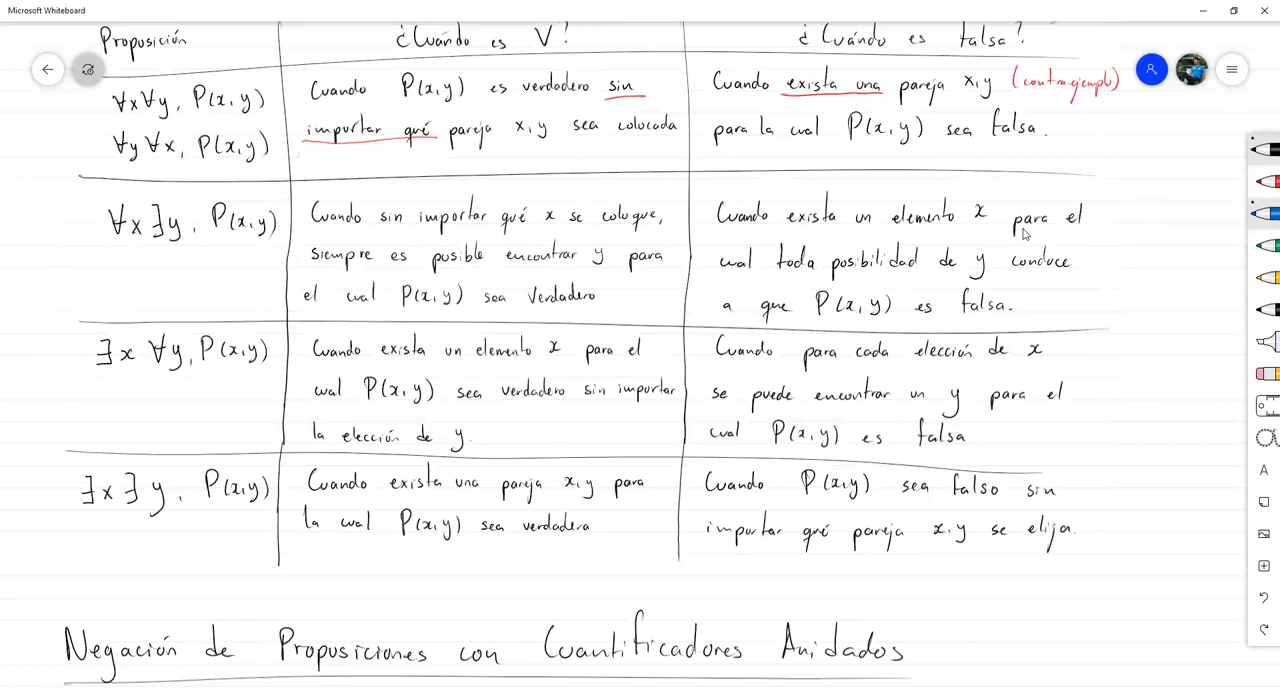 Microsoft Whiteboard
Proposición
¿Cuándo es V?
¿Cuándo es falsa?
∀x∀y, P(x,y)
∀y∀x, P(x,y)
Cuando P(x,y) es verdadero sin
importar qué pareja x,y sea colocada
Cuando exista una pareja x,y (contraejemplo)
para la cual P(x,y) sea falsa.
∀x∃y, P(x,y)
Cuando sin importar qué x se coloque,
siempre es posible encontrar y para
el cual P(x,y) sea verdadero
Cuando exista un elemento x para el
cual toda posibilidad de y conduce
a que P(x,y) es falsa.
∃x ∀y, P(x,y)
Cuando exista un elemento x para el
cual P(x,y) sea verdadero sin importar
la elección de y.
Cuando para cada elección de x
se puede encontrar un y para el
cual P(x,y) es falsa
∃x∃y, P(x,y)
Cuando exista una pareja x,y para
la cual P(x,y) sea verdadera
Cuando P(x,y) sea falso sin
importar qué pareja x,y se elija.
Negación de Proposiciones con Cuantificadores Anidados
A